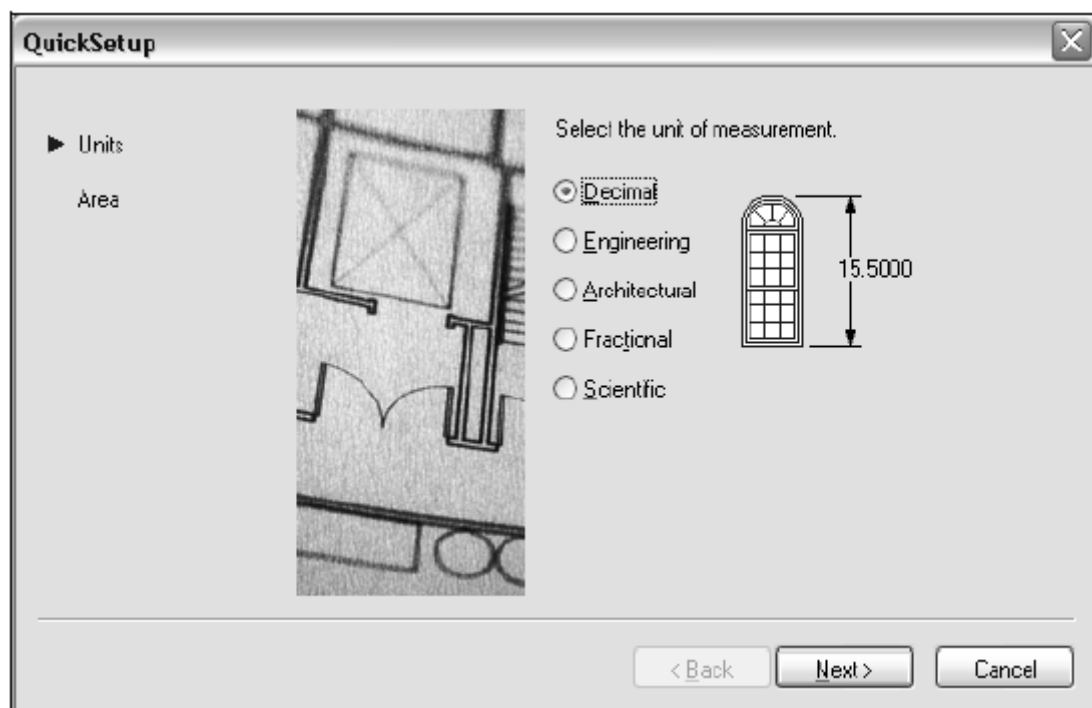 QuickSetup
Units
Area
Select the unit of measurement.
Decimal
Engineering
Architectural
Fractional
Scientific
15.5000
< Back
Next >
Cancel